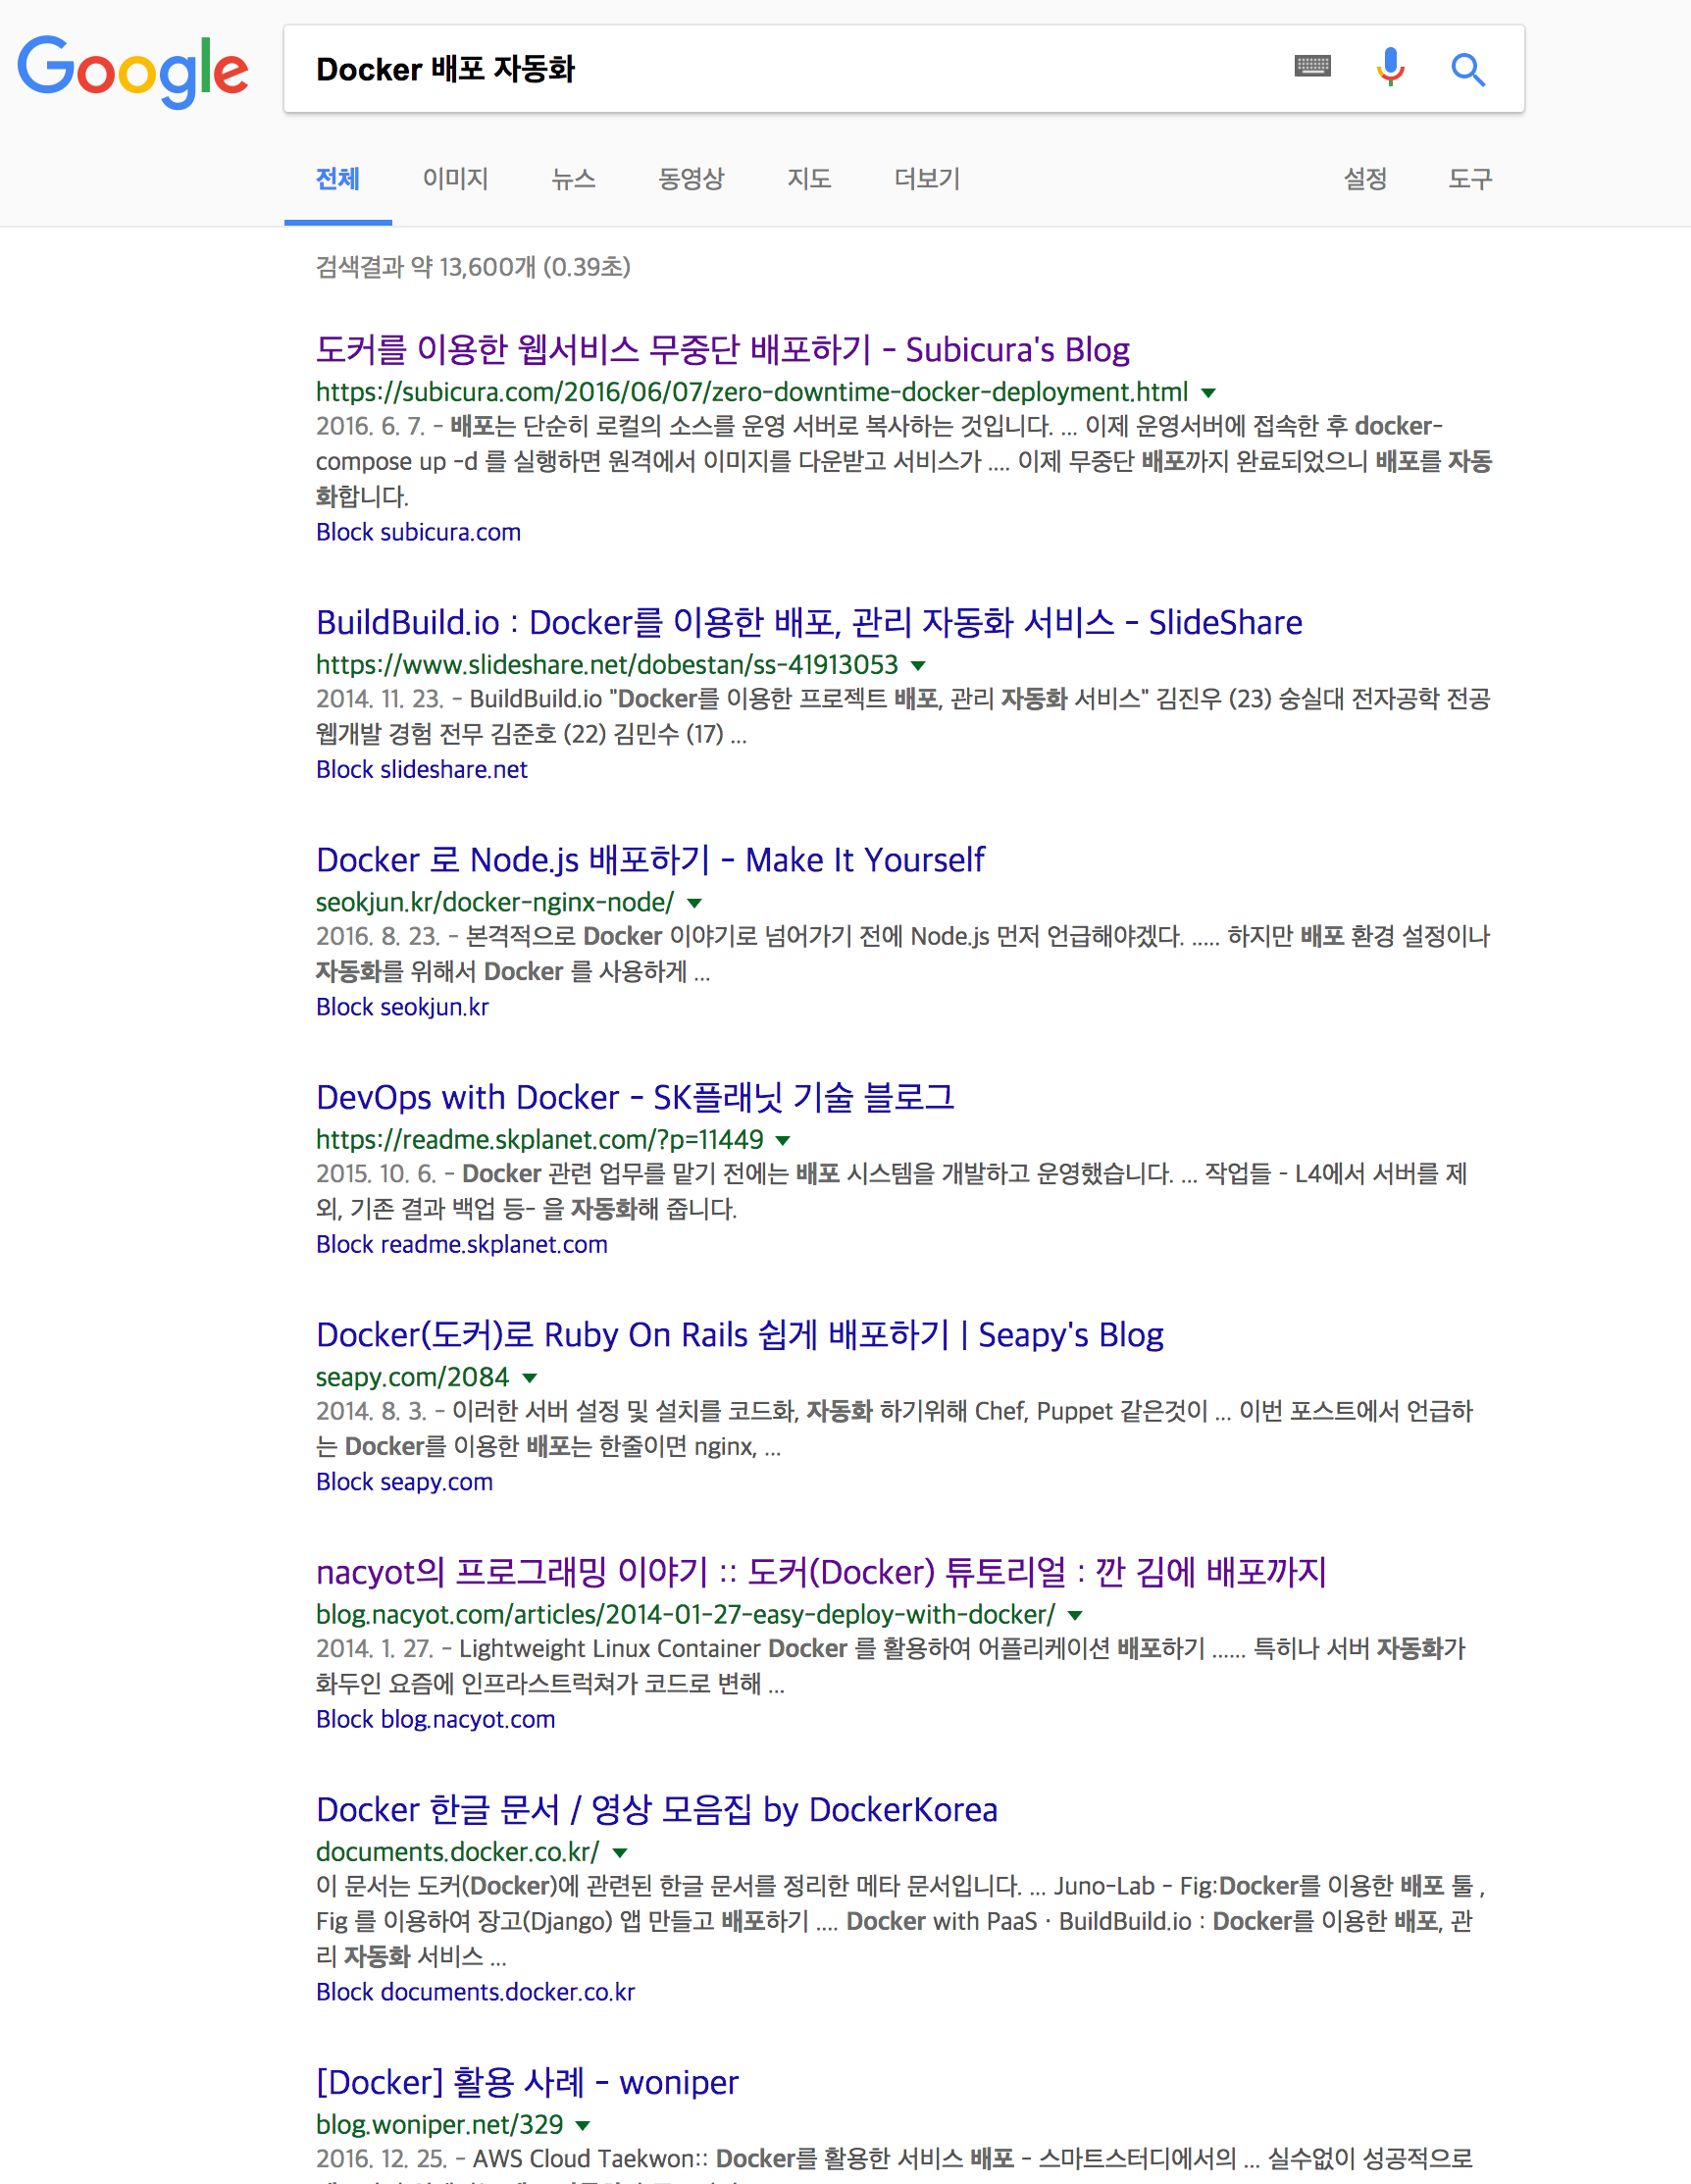 Google
Docker 배포 자동화
전체 이미지 뉴스 동영상 지도 더보기 설정 도구
검색결과 약 13,600개 (0.39초)
도커를 이용한 웹서비스 무중단 배포하기 - Subicura's Blog
https://subicura.com/2016/06/07/zero-downtime-docker-deployment.html
2016. 6. 7. - 배포는 단순히 로컬의 소스를 운영 서버로 복사하는 것입니다. ... 이제 운영서버에 접속한 후 docker-
compose up -d 를 실행하면 원격에서 이미지를 다운받고 서비스가 .... 이제 무중단 배포까지 완료되었으니 배포를 자동
화합니다.
Block subicura.com
BuildBuild.io : Docker를 이용한 배포, 관리 자동화 서비스 - SlideShare
https://www.slideshare.net/dobestan/ss-41913053
2014. 11. 23. - BuildBuild.io "Docker를 이용한 프로젝트 배포, 관리 자동화 서비스" 김진우 (23) 숭실대 전자공학 전공
웹개발 경험 전무 김준호 (22) 김민수 (17) ...
Block slideshare.net
Docker 로 Node.js 배포하기 - Make It Yourself
seokjun.kr/docker-nginx-node/
2016. 8. 23. - 본격적으로 Docker 이야기로 넘어가기 전에 Node.js 먼저 언급해야겠다. ..... 하지만 배포 환경 설정이나
자동화를 위해서 Docker 를 사용하게 ...
Block seokjun.kr
DevOps with Docker - SK플래닛 기술 블로그
https://readme.skplanet.com/?p=11449
2015. 10. 6. - Docker 관련 업무를 맡기 전에는 배포 시스템을 개발하고 운영했습니다. ... 작업들 - L4에서 서버를 제
외, 기존 결과 백업 등- 을 자동화해 줍니다.
Block readme.skplanet.com
Docker(도커)로 Ruby On Rails 쉽게 배포하기 | Seapy's Blog
seapy.com/2084
2014. 8. 3. - 이러한 서버 설정 및 설치를 코드화, 자동화 하기위해 Chef, Puppet 같은것이 ... 이번 포스트에서 언급하
는 Docker를 이용한 배포는 한줄이면 nginx, ...
Block seapy.com
nacyot의 프로그래밍 이야기 :: 도커(Docker) 튜토리얼 : 깐 김에 배포까지
blog.nacyot.com/articles/2014-01-27-easy-deploy-with-docker/
2014. 1. 27. - Lightweight Linux Container Docker 를 활용하여 어플리케이션 배포하기 ...... 특히나 서버 자동화가
화두인 요즘에 인프라스트럭쳐가 코드로 변해 ...
Block blog.nacyot.com
Docker 한글 문서 / 영상 모음집 by DockerKorea
documents.docker.co.kr/
이 문서는 도커(Docker)에 관련된 한글 문서를 정리한 메타 문서입니다. ... Juno-Lab - Fig:Docker를 이용한 배포 툴 ,
Fig 를 이용하여 장고(Django) 앱 만들고 배포하기 .... Docker with PaaS · BuildBuild.io : Docker를 이용한 배포, 관
리 자동화 서비스 ...
Block documents.docker.co.kr
[Docker] 활용 사례 - woniper
blog.woniper.net/329
2016. 12. 25. - AWS Cloud Taekwon:: Docker를 활용한 서비스 배포 - 스마트스터디에서의 ... 실수없이 성공적으로